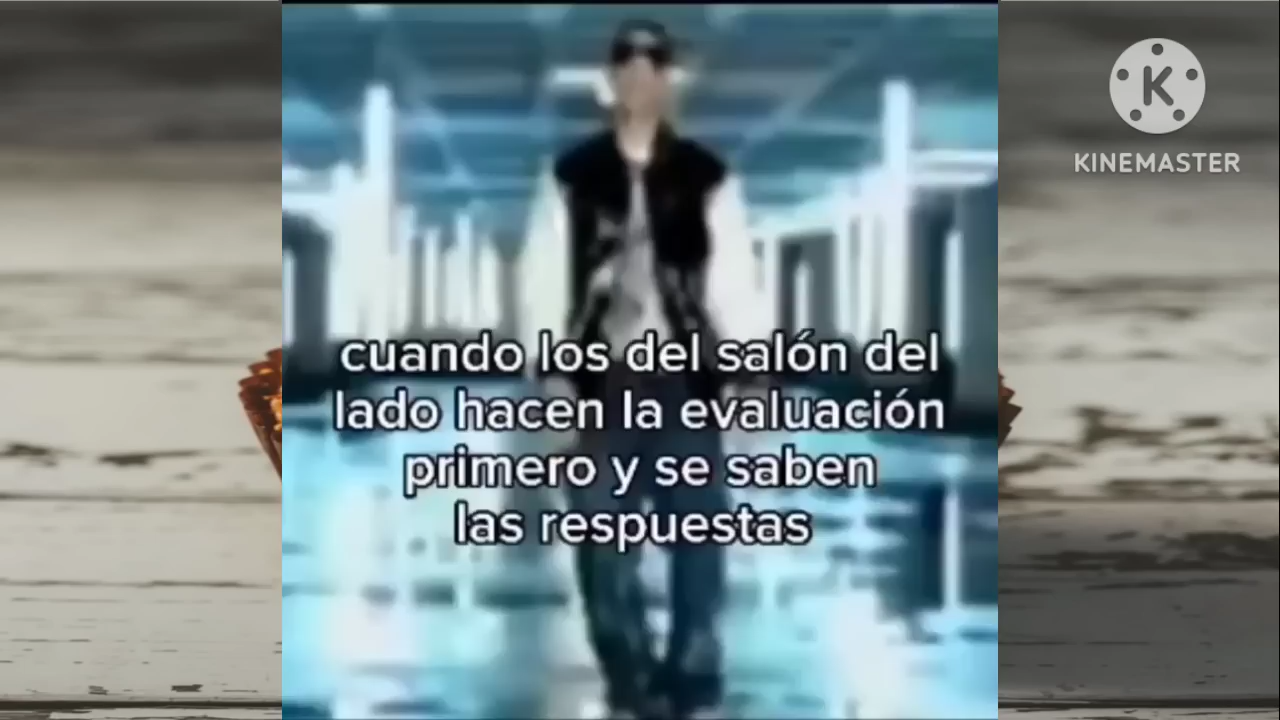 KINEMASTER
cuando los del salón del
lado hacen la evaluación
primero y se saben
las respuestas